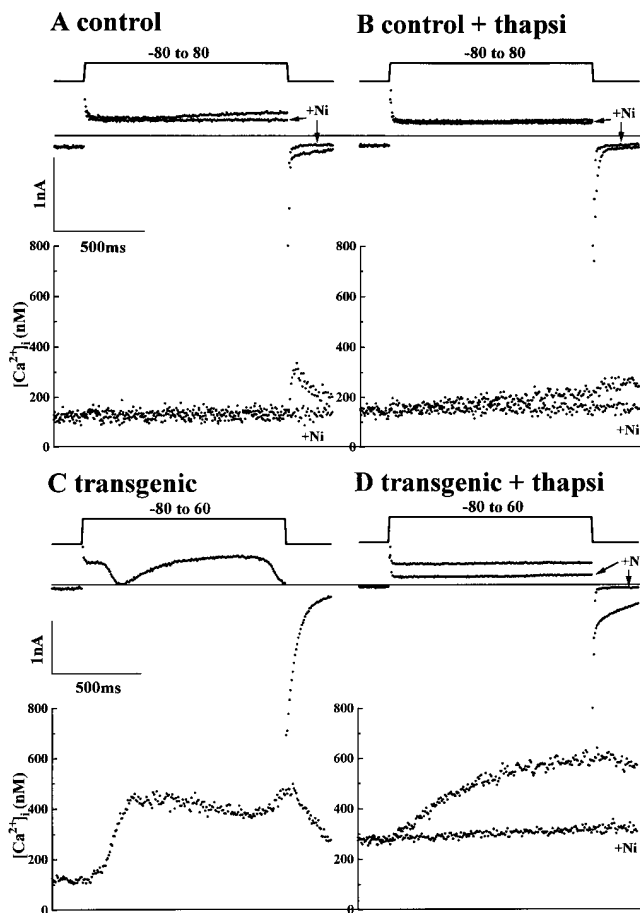 A control
B control + thapsi
-80 to 80
-80 to 80
+Ni
+Ni
1nA
500ms
800
600
400
200
0
[Ca2+]i (nM)
+Ni
800
600
400
200
0
+Ni
C transgenic
D transgenic + thapsi
-80 to 60
-80 to 60
+N
1nA
500ms
800
600
400
200
0
[Ca2+]i (nM)
800
600
400
200
0
+Ni